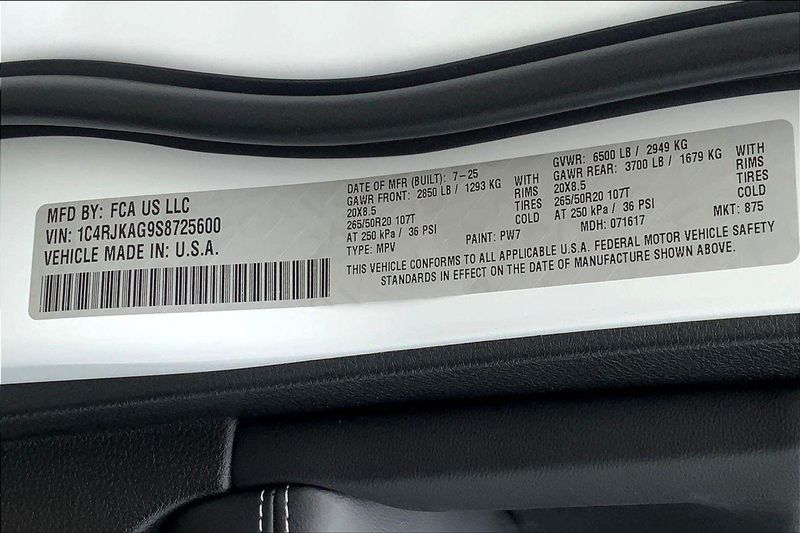 MFD BY: FCA US LLC
VIN: 1C4RJKAG9S8725600
VEHICLE MADE IN: U.S.A.
DATE OF MFR (BUILT): 7-25
GAWR FRONT: 2850 LB / 1293 KG WITH
20X8.5 RIMS
265/50R20 107T TIRES
AT 250 kPa / 36 PSI COLD
TYPE: MPV PAINT: PW7
GVWR: 6500 LB / 2949 KG
GAWR REAR: 3700 LB / 1679 KG WITH
20X8.5 RIMS
265/50R20 107T TIRES
AT 250 kPa / 36 PSI COLD
MDH: 071617 MKT: 875
THIS VEHICLE CONFORMS TO ALL APPLICABLE U.S.A. FEDERAL MOTOR VEHICLE SAFETY
STANDARDS IN EFFECT ON THE DATE OF MANUFACTURE SHOWN ABOVE.